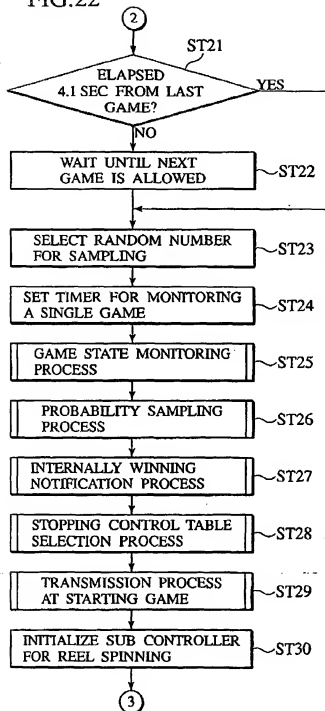 FIG.22
2
ST21
ELAPSED
4.1 SEC FROM LAST
GAME?
YES
NO
WAIT UNTIL NEXT
GAME IS ALLOWED
ST22
SELECT RANDOM NUMBER
FOR SAMPLING
ST23
SET TIMER FOR MONITORING
A SINGLE GAME
ST24
GAME STATE MONITORING
PROCESS
ST25
PROBABILITY SAMPLING
PROCESS
ST26
INTERNALLY WINNING
NOTIFICATION PROCESS
ST27
STOPPING CONTROL TABLE
SELECTION PROCESS
ST28
TRANSMISSION PROCESS
AT STARTING GAME
ST29
INITIALIZE SUB CONTROLLER
FOR REEL SPINNING
ST30
3